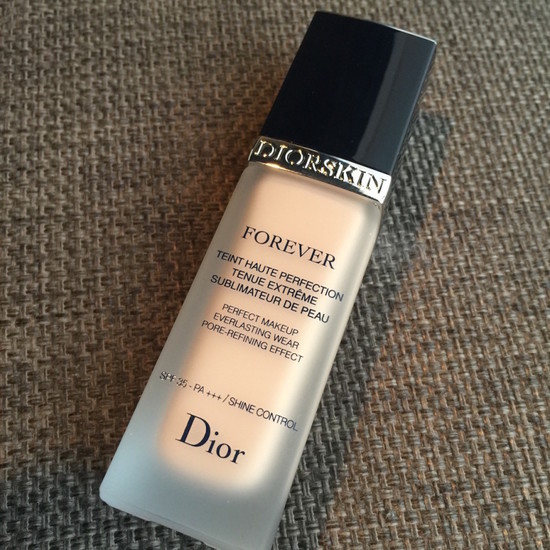 DIORSKIN
FOREVER
TEINT HAUTE PERFECTION
TENUE EXTRÊME
SUBLIMATEUR DE PEAU
PERFECT MAKEUP
EVERLASTING WEAR
PORE-REFINING EFFECT
SPF 35 - PA +++ / SHINE CONTROL
Dior